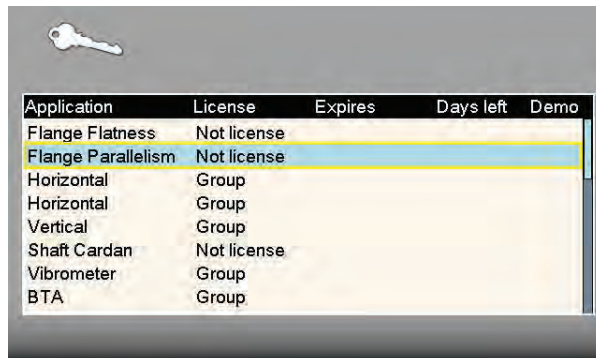 Application License Expires Days left Demo
Flange Flatness Not license
Flange Parallelism Not license
Horizontal Group
Horizontal Group
Vertical Group
Shaft Cardan Not license
Vibrometer Group
BTA Group